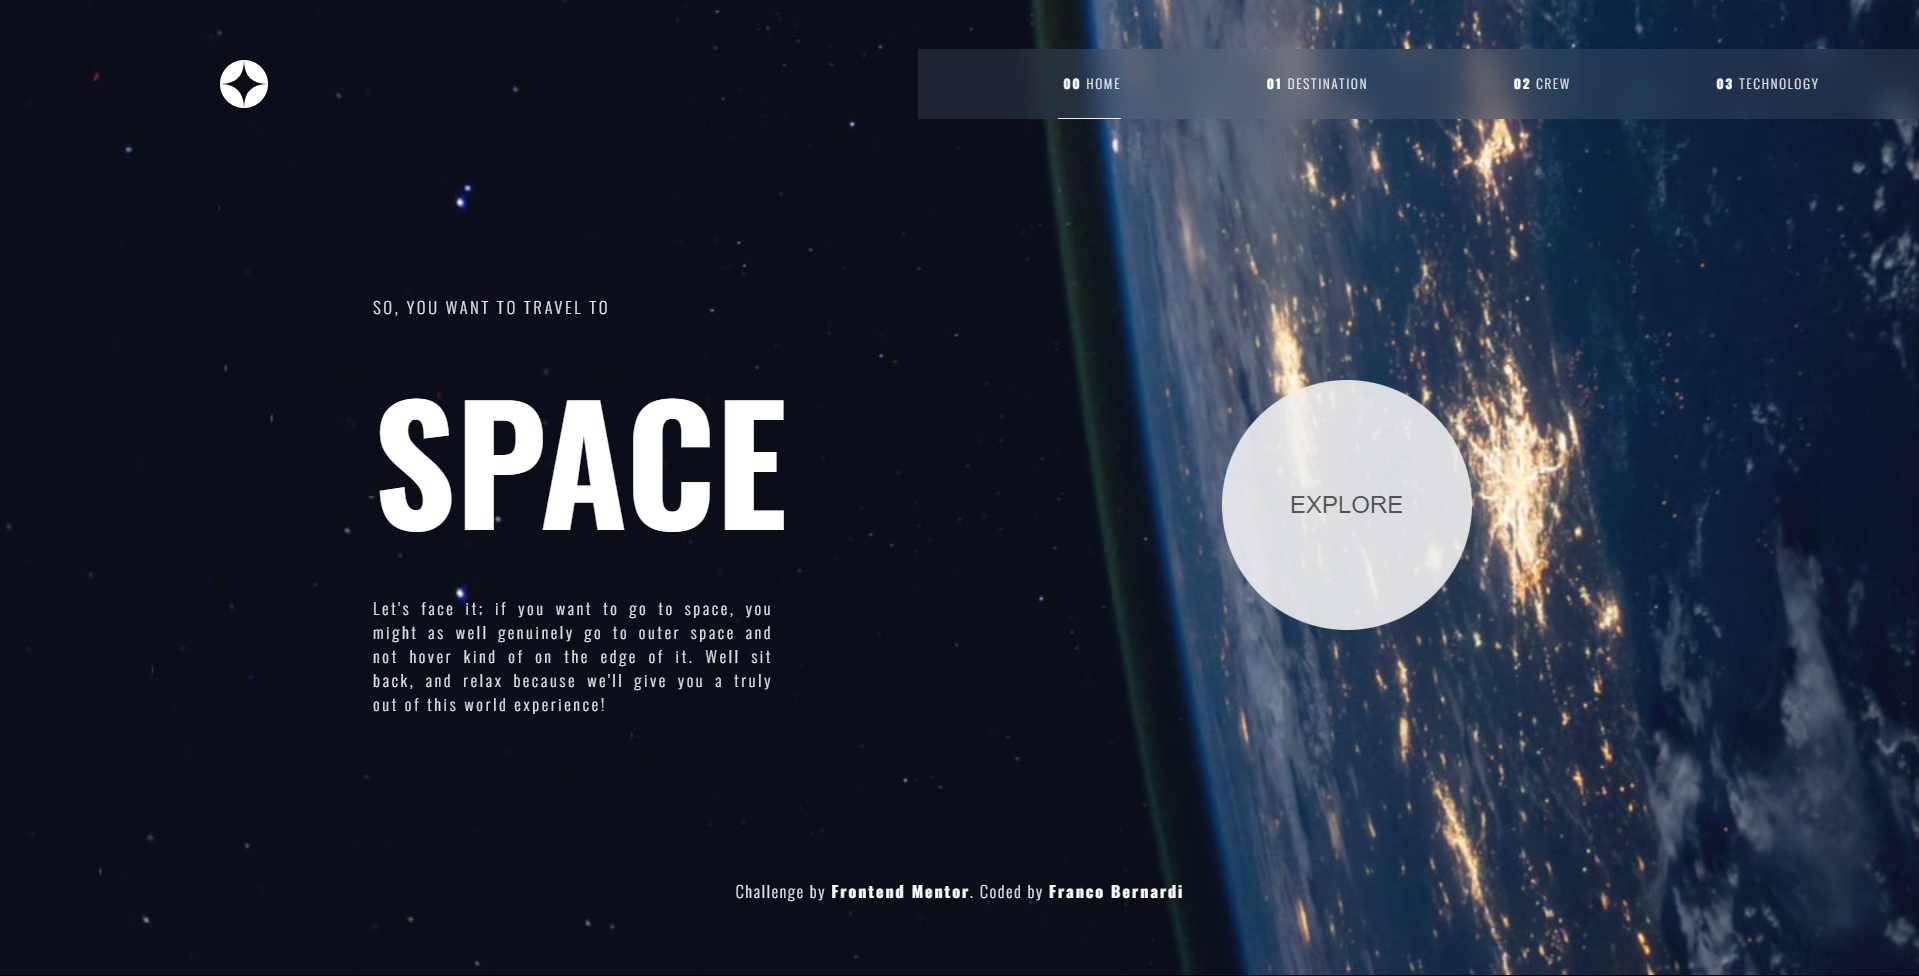 00 HOME 01 DESTINATION 02 CREW 03 TECHNOLOGY
SO, YOU WANT TO TRAVEL TO
SPACE
EXPLORE
Let's face it; if you want to go to space, you
might as well genuinely go to outer space and
not hover kind of on the edge of it. Well sit
back, and relax because we'll give you a truly
out of this world experience!
Challenge by Frontend Mentor. Coded by Franco Bernardi